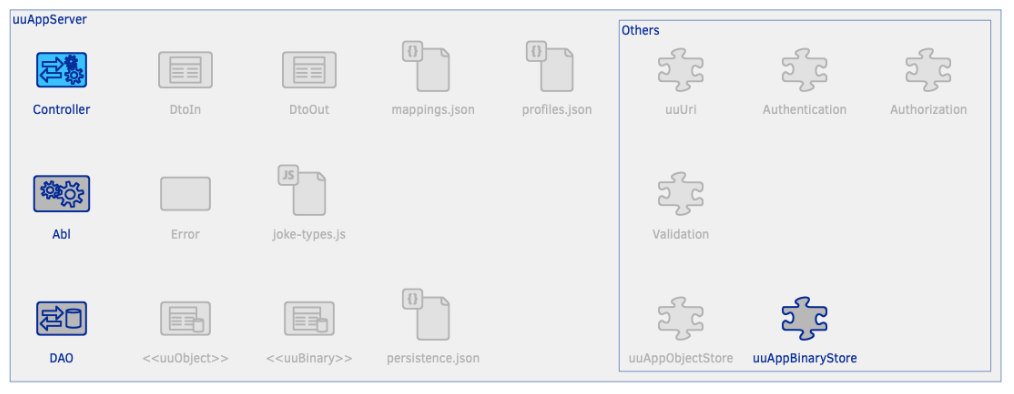 uuAppServer
Others
{}
{}
Controller
DtoIn
DtoOut
mappings.json
profiles.json
uuUri
Authentication
Authorization
JS
Abl
Error
joke-types.js
Validation
{}
DAO
<<uuObject>>
<<uuBinary>>
persistence.json
uuAppObjectStore
uuAppBinaryStore